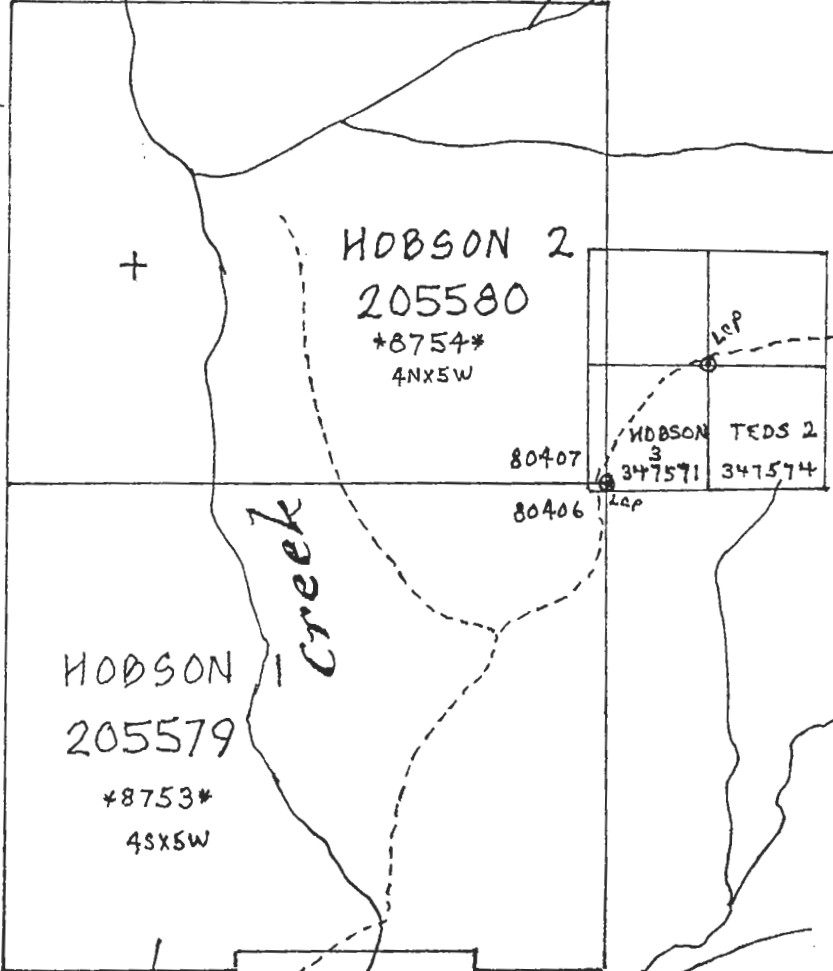 HOBSON 2
205580
*8754*
4NX5W
LCP
HOBSON
3
347591
TEDS 2
347574
80407
80406
LCP
Creek
HOBSON 1
205579
*8753*
4SX5W